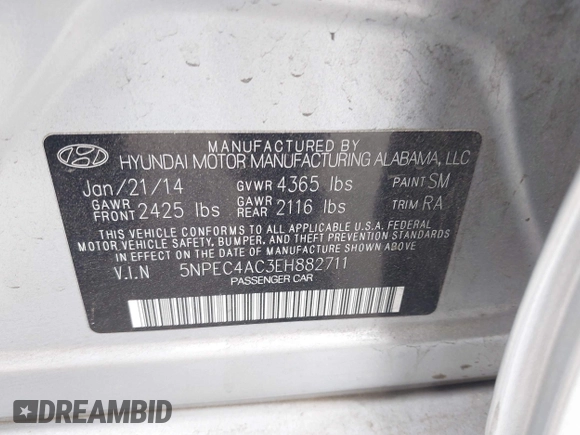 MANUFACTURED BY
HYUNDAI MOTOR MANUFACTURING ALABAMA, LLC
Jan/21/14 GVWR 4365 lbs PAINT SM
GAWR FRONT 2425 lbs GAWR REAR 2116 lbs TRIM RA
THIS VEHICLE CONFORMS TO ALL APPLICABLE U.S.A. FEDERAL
MOTOR VEHICLE SAFETY, BUMPER, AND THEFT PREVENTION STANDARDS
IN EFFECT ON THE DATE OF MANUFACTURE SHOWN ABOVE.
V.I.N 5NPEC4AC3EH882711
PASSENGER CAR
DREAMBID